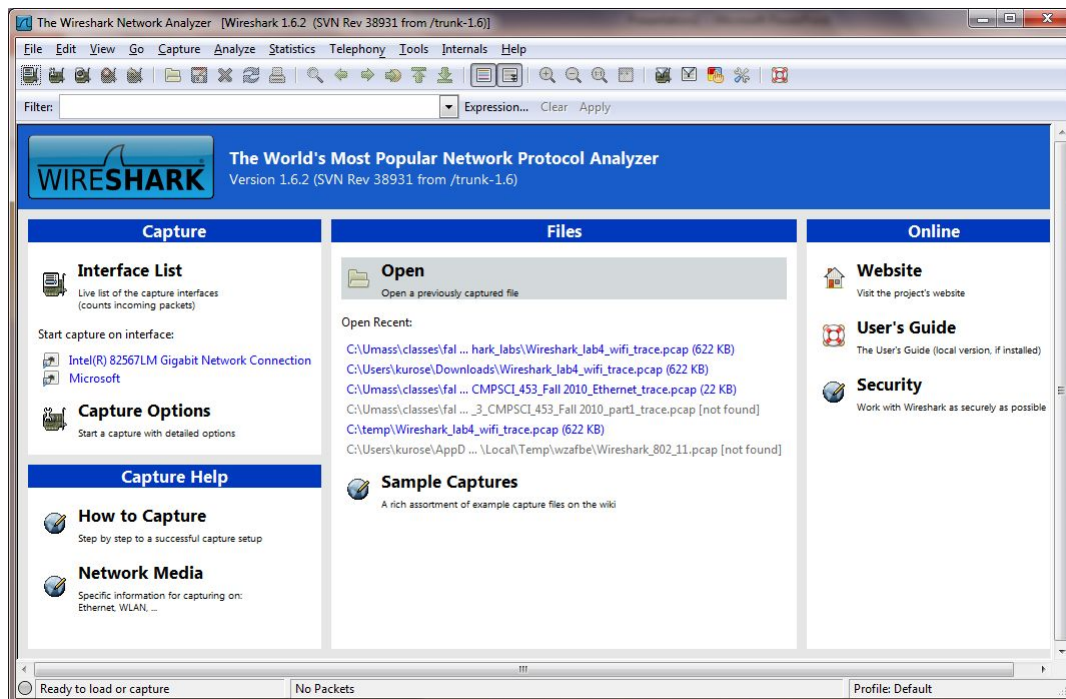 The Wireshark Network Analyzer [Wireshark 1.6.2 (SVN Rev 38931 from /trunk-1.6)]
File Edit View Go Capture Analyze Statistics Telephony Tools Internals Help
Filter: Expression... Clear Apply
WIRESHARK
The World's Most Popular Network Protocol Analyzer
Version 1.6.2 (SVN Rev 38931 from /trunk-1.6)
Capture
Interface List
Live list of the capture interfaces
(counts incoming packets)
Start capture on interface:
Intel(R) 82567LM Gigabit Network Connection
Microsoft
Capture Options
Start a capture with detailed options
Capture Help
How to Capture
Step by step to a successful capture setup
Network Media
Specific information for capturing on:
Ethernet, WLAN, ...
Files
Open
Open a previously captured file
Open Recent:
C:\Umass\classes\fal ... hark_labs\Wireshark_lab4_wifi_trace.pcap (622 KB)
C:\Users\kurose\Downloads\Wireshark_lab4_wifi_trace.pcap (622 KB)
C:\Umass\classes\fal ... CMPSCI_453_Fall 2010_Ethernet_trace.pcap (22 KB)
C:\Umass\classes\fal ... _3_CMPSCI_453_Fall 2010_part1_trace.pcap [not found]
C:\temp\Wireshark_lab4_wifi_trace.pcap (622 KB)
C:\Users\kurose\AppD ... \Local\Temp\wzafbe\Wireshark_802_11.pcap [not found]
Sample Captures
A rich assortment of example capture files on the wiki
Online
Website
Visit the project's website
User's Guide
The User's Guide (local version, if installed)
Security
Work with Wireshark as securely as possible
Ready to load or capture
No Packets
Profile: Default